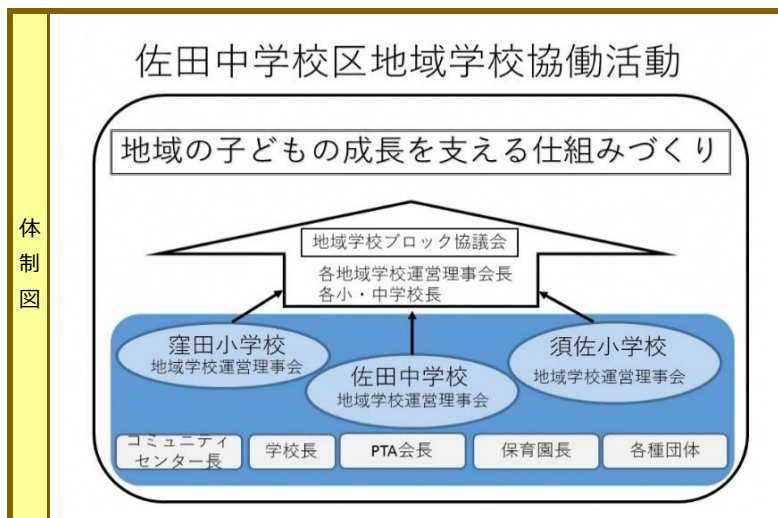 体制図
佐田中学校区地域学校協働活動
地域の子どもの成長を支える仕組みづくり
地域学校ブロック協議会
各地域学校運営理事会長
各小・中学校長
窪田小学校
地域学校運営理事会
佐田中学校
地域学校運営理事会
須佐小学校
地域学校運営理事会
コミュニティ
センター長
学校長
PTA会長
保育園長
各種団体